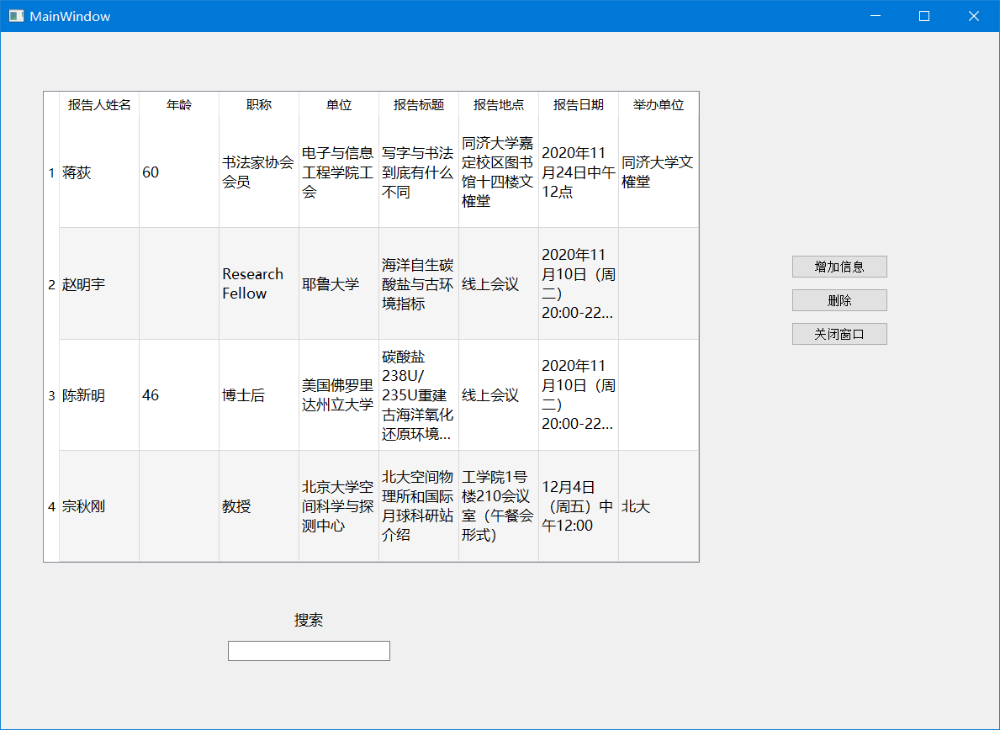 MainWindow
报告人姓名 年龄 职称 单位 报告标题 报告地点 报告日期 举办单位
1
蒋荻
60
书法家协会
会员
电子与信息
工程学院工
会
写字与书法
到底有什么
不同
同济大学嘉
定校区图书
馆十四楼文
榷堂
2020年11
月24日中午
12点
同济大学文
榷堂
2
赵明宇
Research
Fellow
耶鲁大学
海洋自生碳
酸盐与古环
境指标
线上会议
2020年11
月10日（周
二）
20:00-22...
3
陈新明
46
博士后
美国佛罗里
达州立大学
碳酸盐
238U/
235U重建
古海洋氧化
还原环境...
线上会议
2020年11
月10日（周
二）
20:00-22...
4
宗秋刚
教授
北京大学空
间科学与探
测中心
北大空间物
理所和国际
月球科研站
介绍
工学院1号
楼210会议
室（午餐会
形式）
12月4日
（周五）中
午12:00
北大
增加信息
删除
关闭窗口
搜索